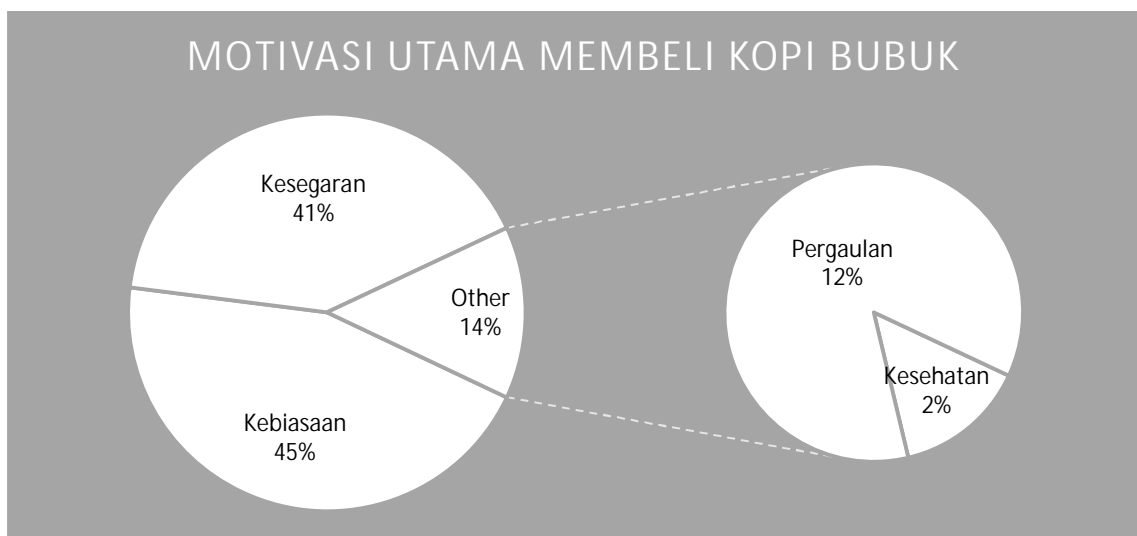 MOTIVASI UTAMA MEMBELI KOPI BUBUK
Kesegaran
41%
Other
14%
Kebiasaan
45%
Pergaulan
12%
Kesehatan
2%